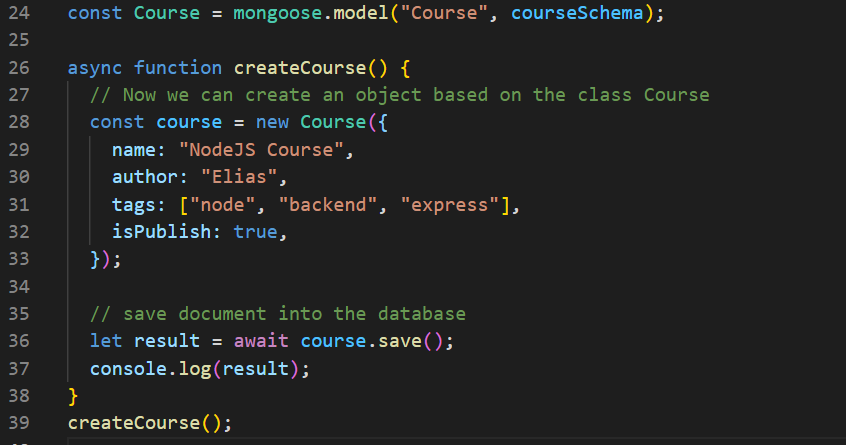 24 const Course = mongoose.model("Course", courseSchema);
25
26 async function createCourse() {
27   // Now we can create an object based on the class Course
28   const course = new Course({
29     name: "NodeJS Course",
30     author: "Elias",
31     tags: ["node", "backend", "express"],
32     isPublish: true,
33   });
34
35   // save document into the database
36   let result = await course.save();
37   console.log(result);
38 }
39 createCourse();